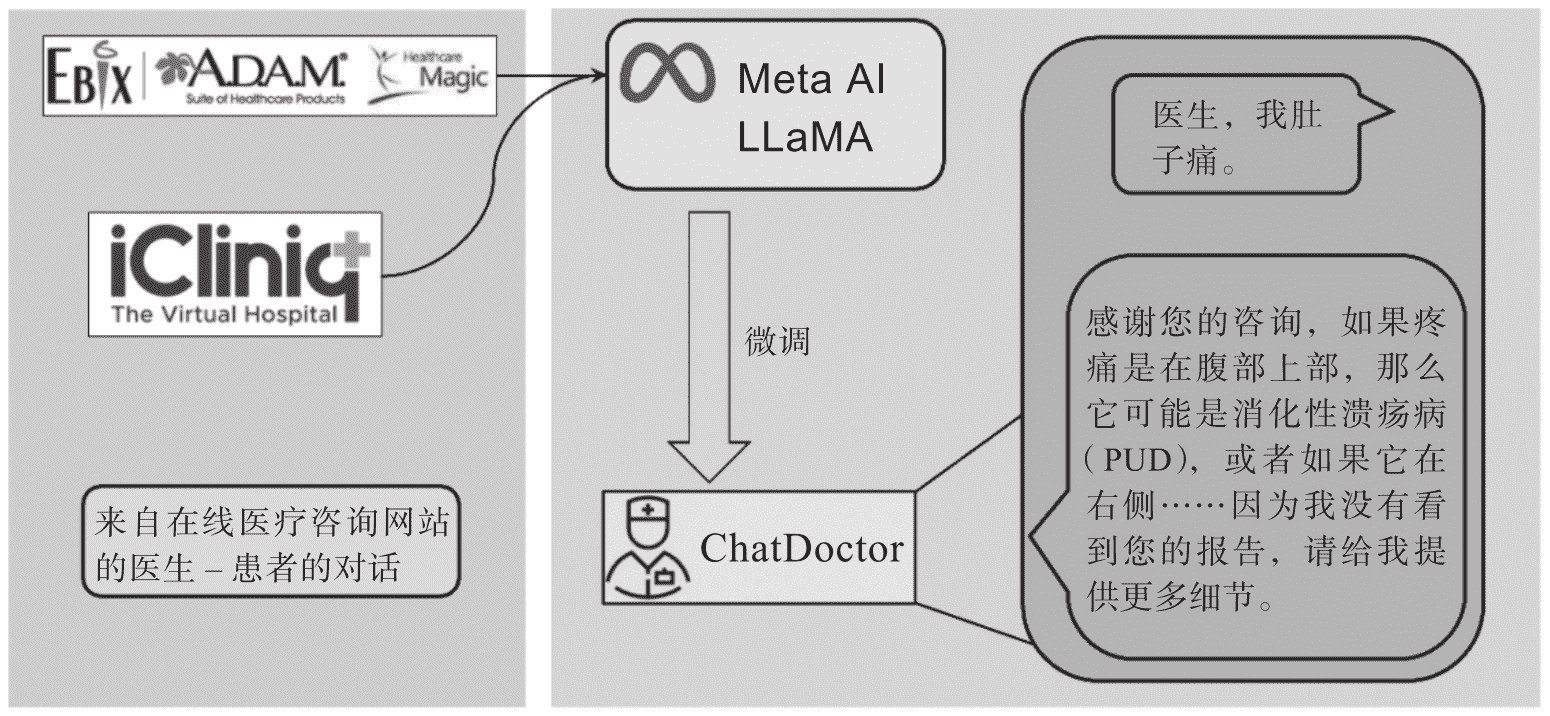 EBIX A.D.A.M.® Healthcare
Magic
Suite of Healthcare Products
iCliniq
The Virtual Hospital
来自在线医疗咨询网站
的医生–患者的对话
Meta AI
LLaMA
微调
ChatDoctor
医生，我肚
子痛。
感谢您的咨询，如果疼
痛是在腹部上部，那么
它可能是消化性溃疡病
（PUD），或者如果它在
右侧……因为我没有看
到您的报告，请给我提
供更多细节。